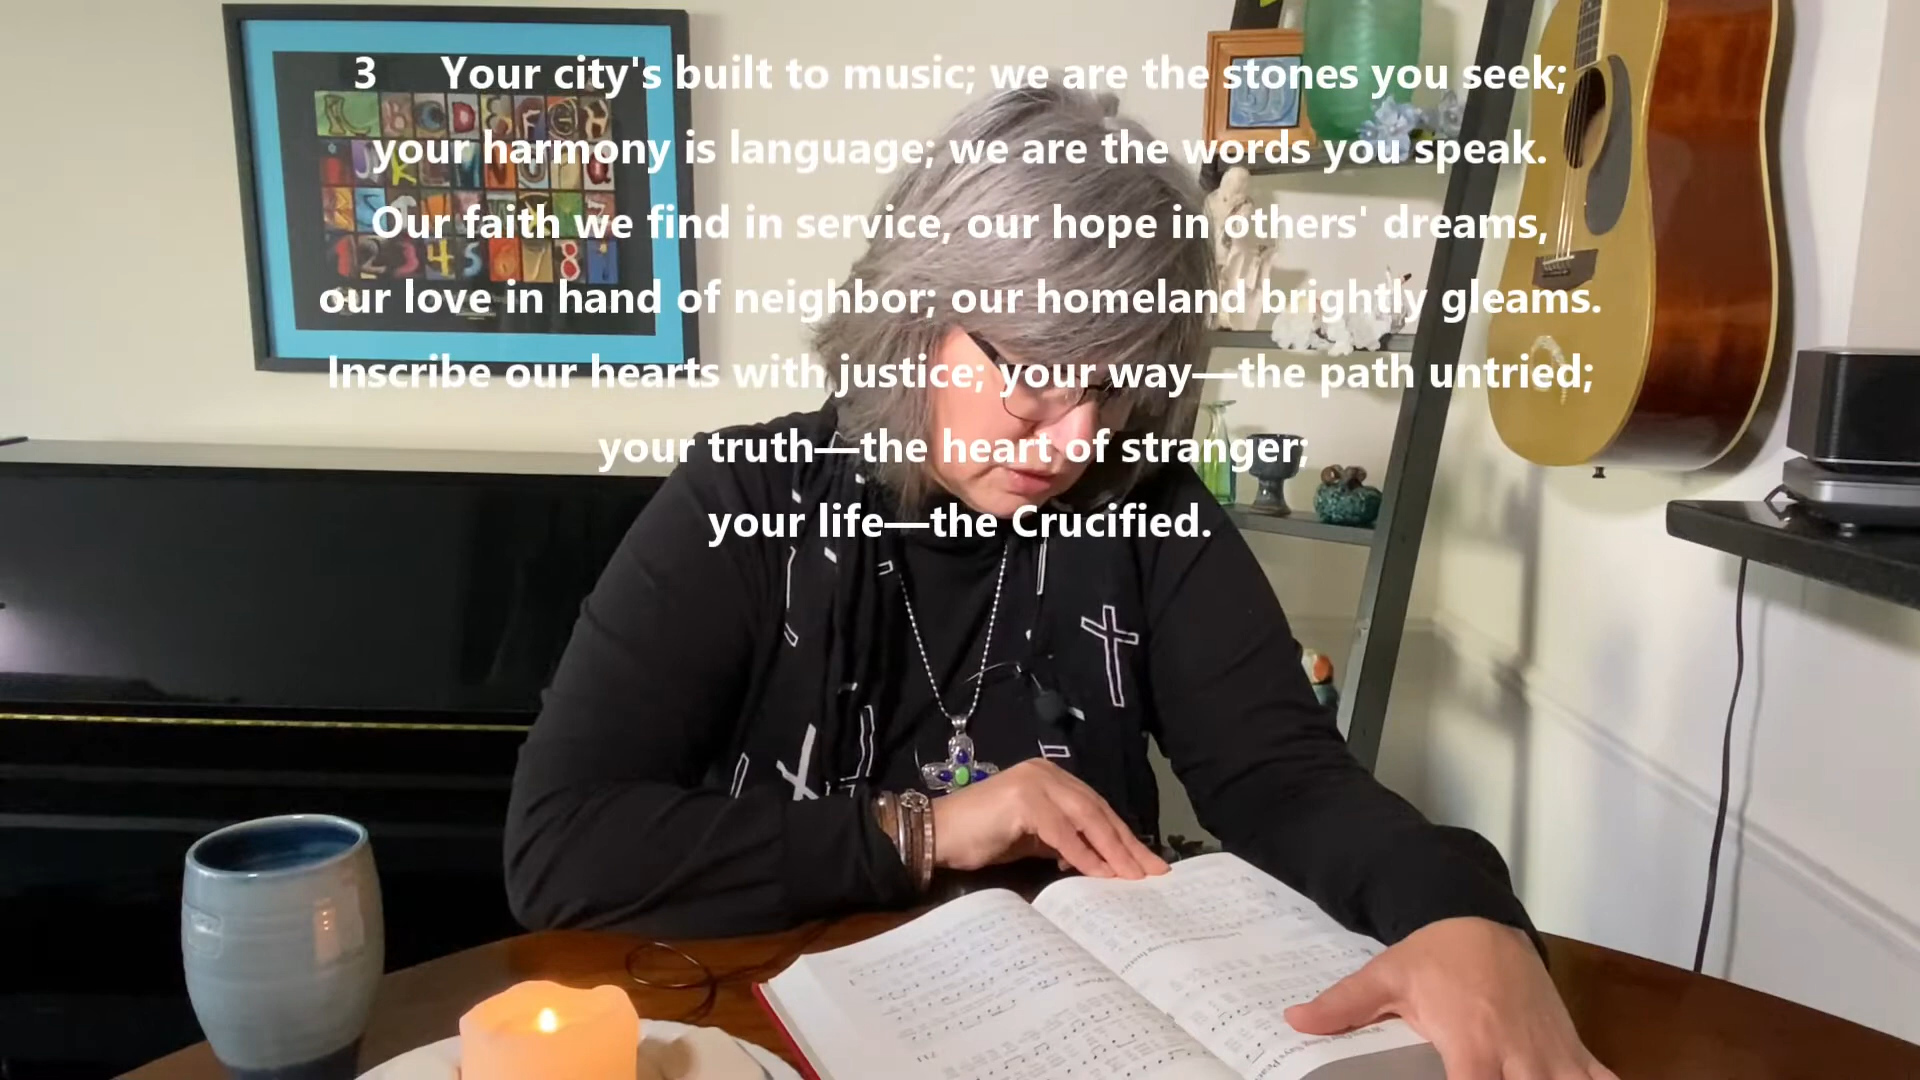 3 Your city's built to music; we are the stones you seek;
your harmony is language; we are the words you speak.
Our faith we find in service, our hope in others' dreams,
our love in hand of neighbor; our homeland brightly gleams.
Inscribe our hearts with justice; your way—the path untried;
your truth—the heart of stranger;
your life—the Crucified.
711